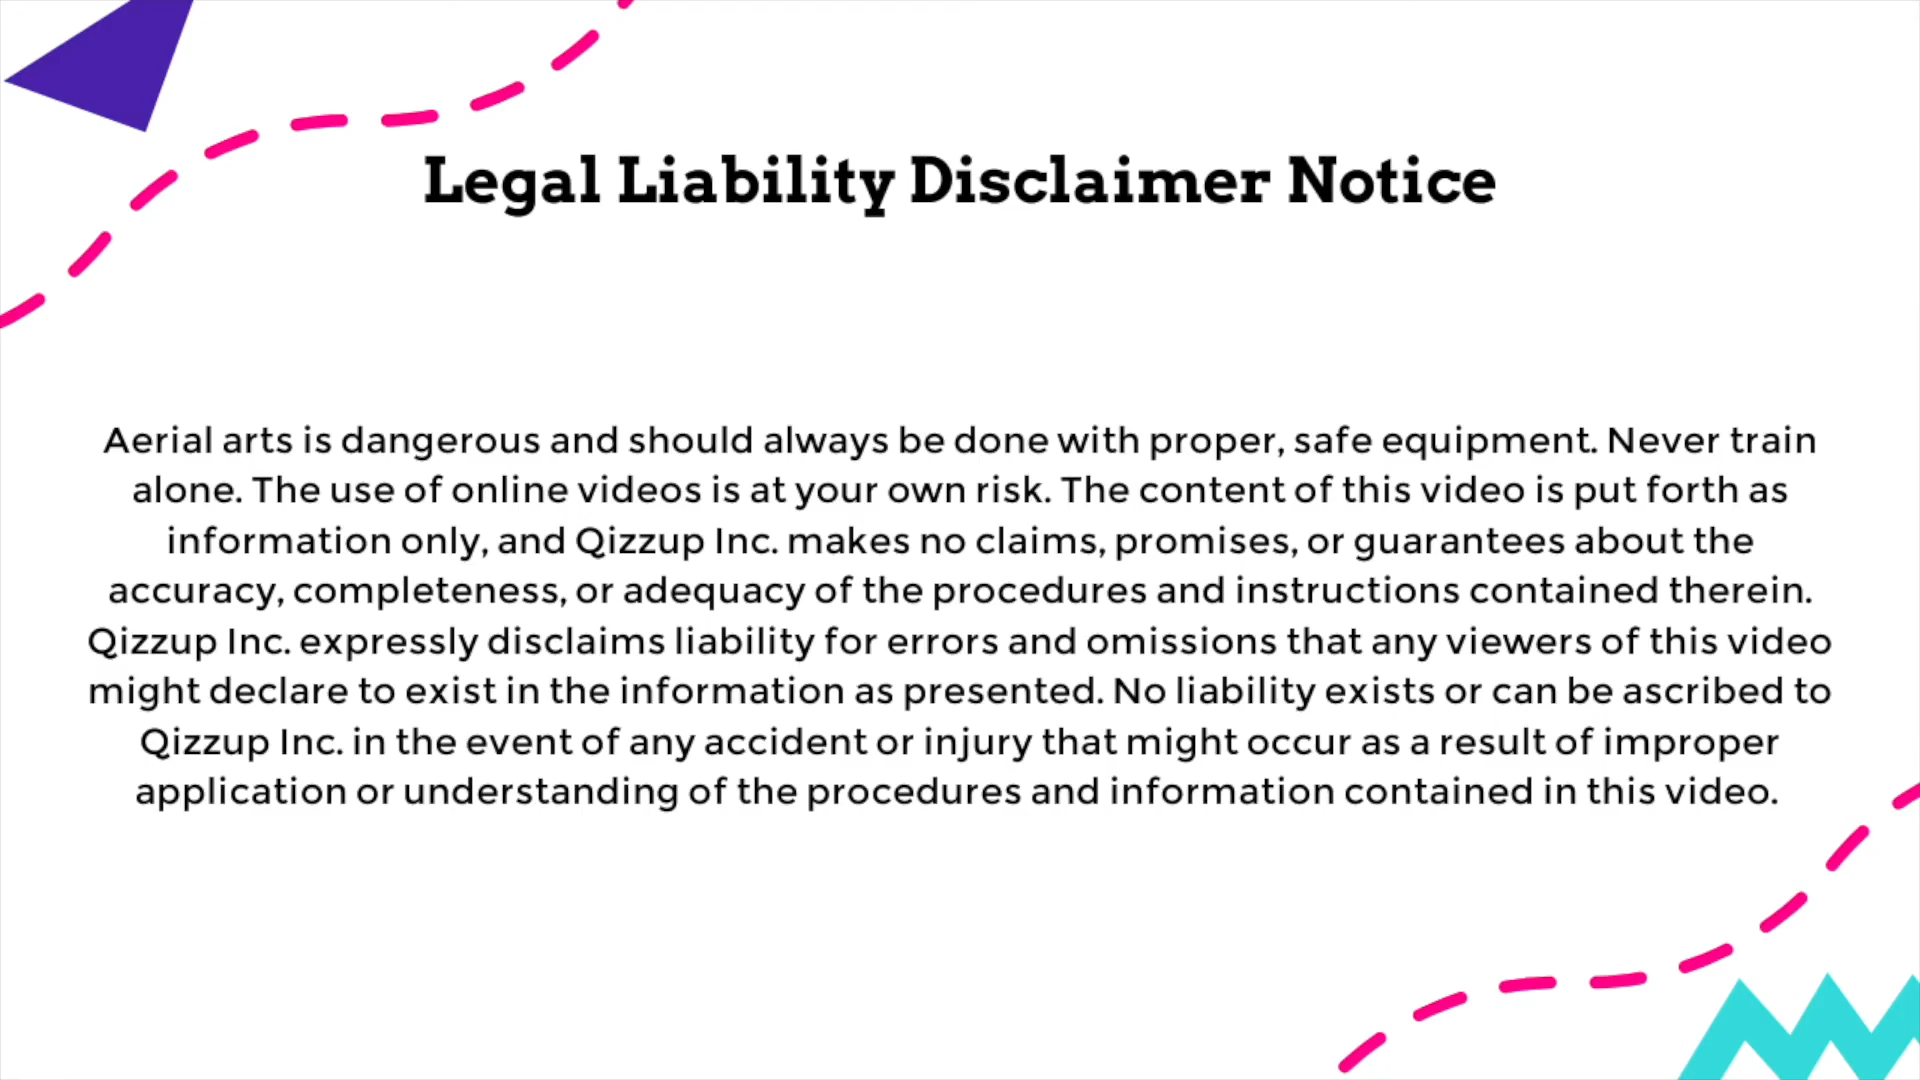 Legal Liability Disclaimer Notice
Aerial arts is dangerous and should always be done with proper, safe equipment. Never train
alone. The use of online videos is at your own risk. The content of this video is put forth as
information only, and Qizzup Inc. makes no claims, promises, or guarantees about the
accuracy, completeness, or adequacy of the procedures and instructions contained therein.
Qizzup Inc. expressly disclaims liability for errors and omissions that any viewers of this video
might declare to exist in the information as presented. No liability exists or can be ascribed to
Qizzup Inc. in the event of any accident or injury that might occur as a result of improper
application or understanding of the procedures and information contained in this video.